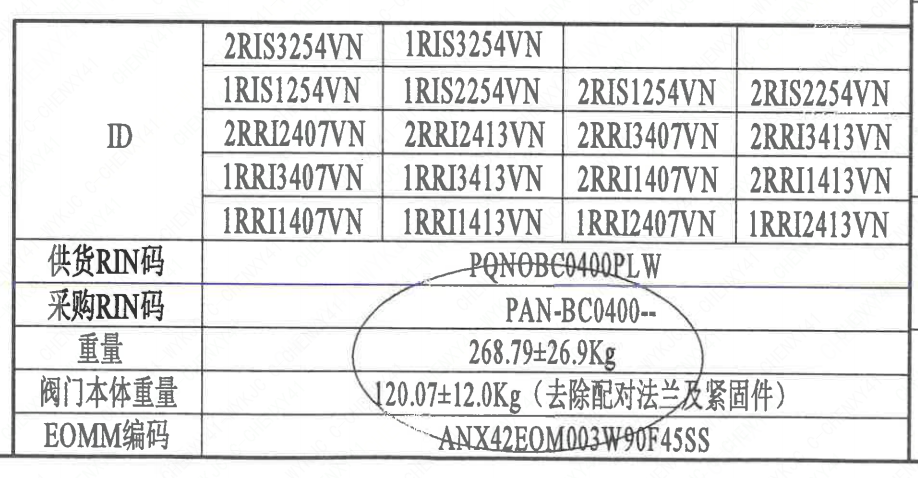 2RIS3254VN 1RIS3254VN
1RIS1254VN 1RIS2254VN 2RIS1254VN 2RIS2254VN
ID 2RRI2407VN 2RRI2413VN 2RRI3407VN 2RRI3413VN
1RRI3407VN 1RRI3413VN 2RRI1407VN 2RRI1413VN
1RRI1407VN 1RRI1413VN 1RRI2407VN 1RRI2413VN
供货RIN码 PQNOBC0400PLW
采购RIN码 PAN-BC0400--
重量 268.79±26.9Kg
阀门本体重量 120.07±12.0Kg（去除配对法兰及紧固件）
EOMM编码 ANX42EOM003W90F45SS